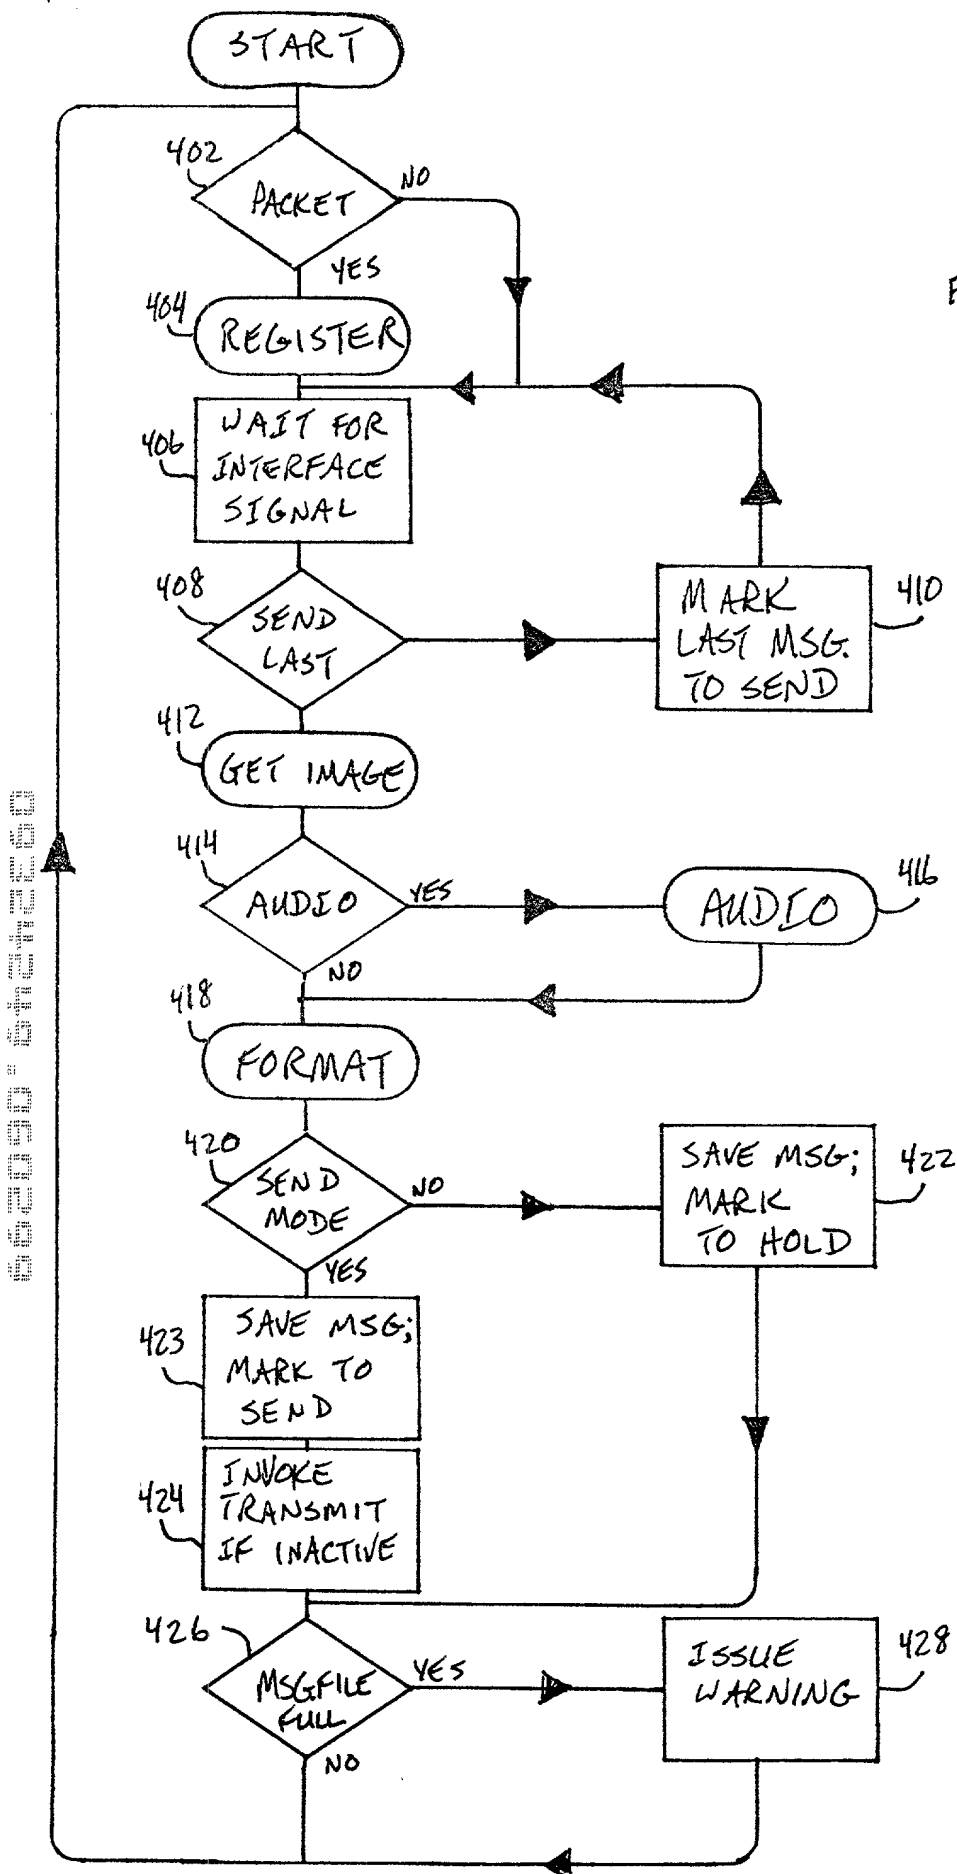 START
402
PACKET
NO
YES
404
REGISTER
406
WAIT FOR
INTERFACE
SIGNAL
408
SEND
LAST
MARK
LAST MSG.
TO SEND
410
412
GET IMAGE
414
AUDIO
YES
AUDIO
416
NO
418
FORMAT
420
SEND
MODE
NO
SAVE MSG;
MARK
TO HOLD
422
YES
423
SAVE MSG;
MARK TO
SEND
424
INVOKE
TRANSMIT
IF INACTIVE
426
MSGFILE
FULL
YES
ISSUE
WARNING
428
NO